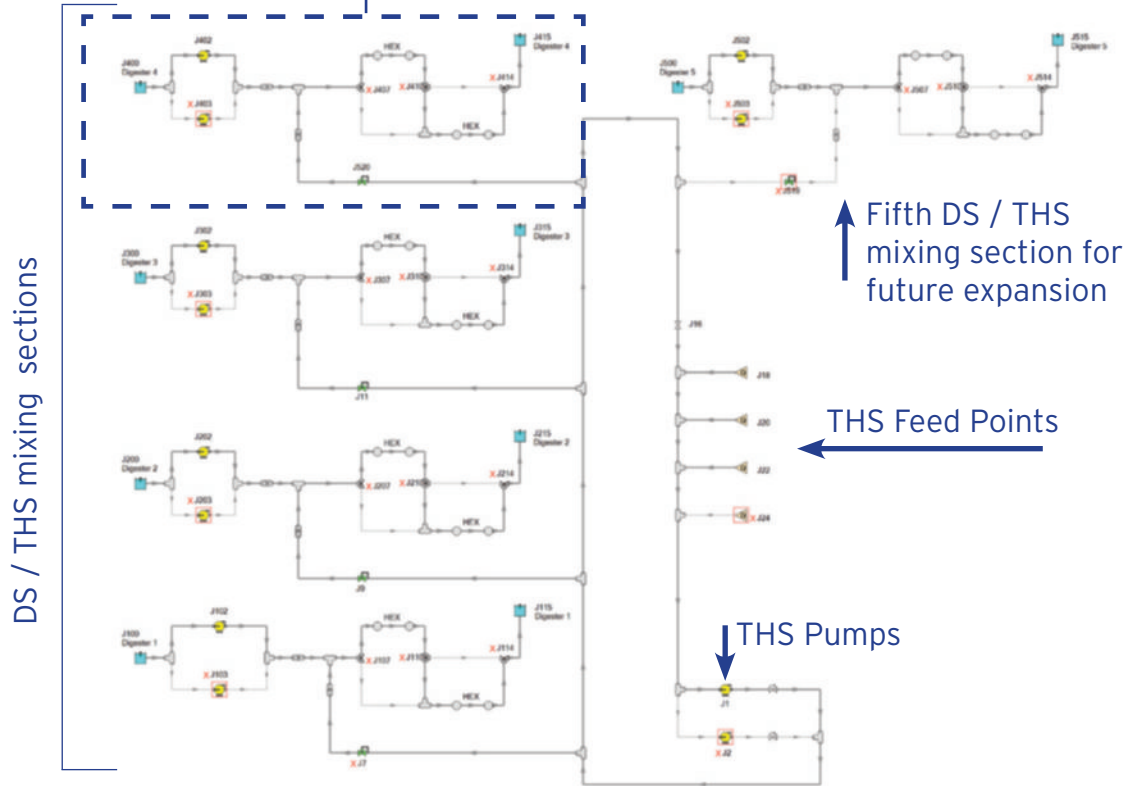 DS / THS mixing sections
J402
J400
Digester 4
X J403
HEX
J415
Digester 4
X J407
X J410
X J414
HEX
J520
J502
J500
Digester 5
X J503
J515
Digester 5
X J507
X J510
X J514
Fifth DS / THS
mixing section for
future expansion
J302
J300
Digester 3
X J303
HEX
J315
Digester 3
X J307
X J310
X J314
HEX
J11
J18
J20
J22
X J24
THS Feed Points
J202
J200
Digester 2
X J203
HEX
J215
Digester 2
X J207
X J210
X J214
HEX
J9
J102
J100
Digester 1
X J103
HEX
J115
Digester 1
X J107
X J110
X J114
HEX
X J7
THS Pumps
J1
X J2